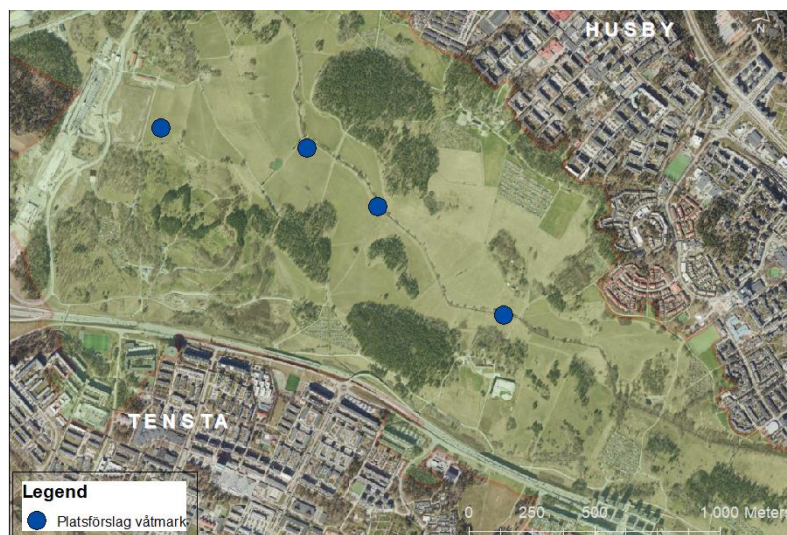 HUSBY
N
TENSTA
Legend
Platsförslag våtmark
0 250 500 1 000 Meters